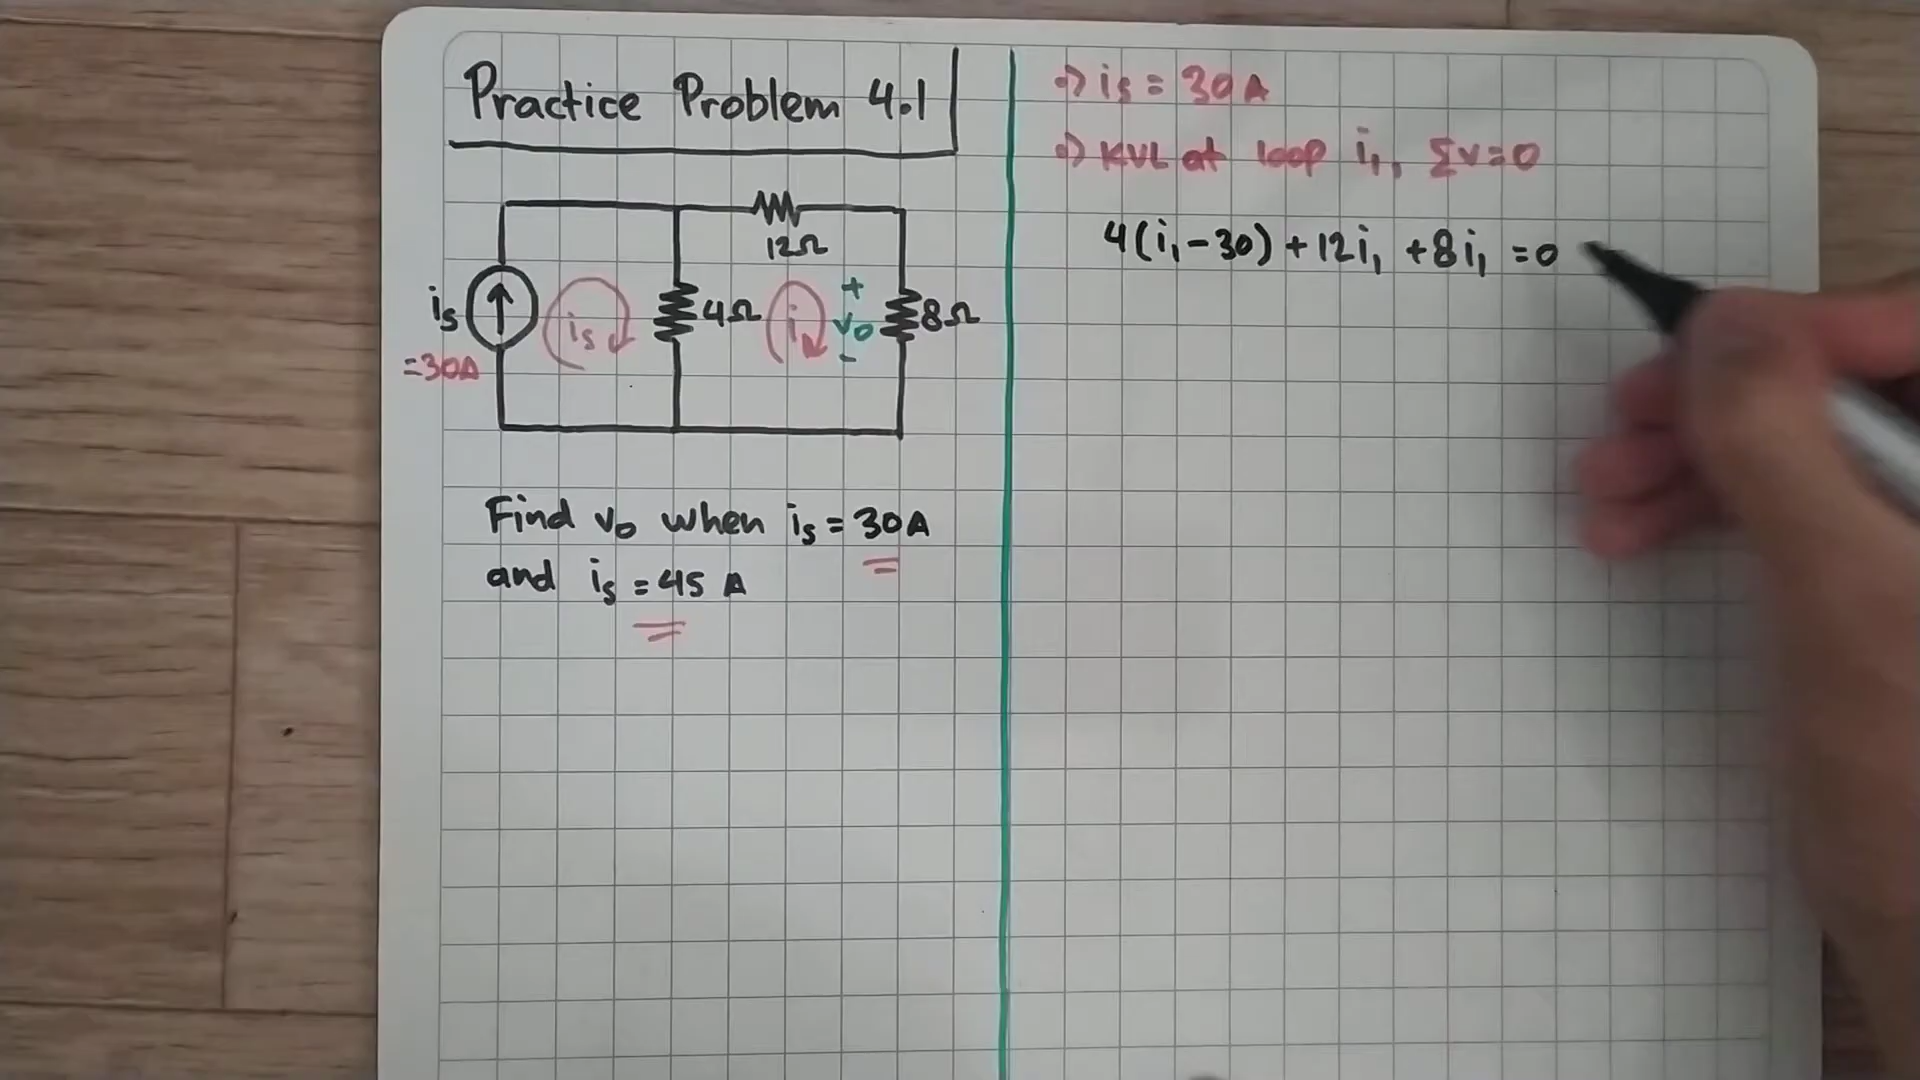 Practice Problem 4.1
12Ω
is
=30A
is
4Ω
i
+
vo
-
8Ω
Find vo when is = 30A
and is = 45 A
=> is = 30A
=> KVL at loop i1, Σv=0
4(i1-30)+12i1 +8i1 =0